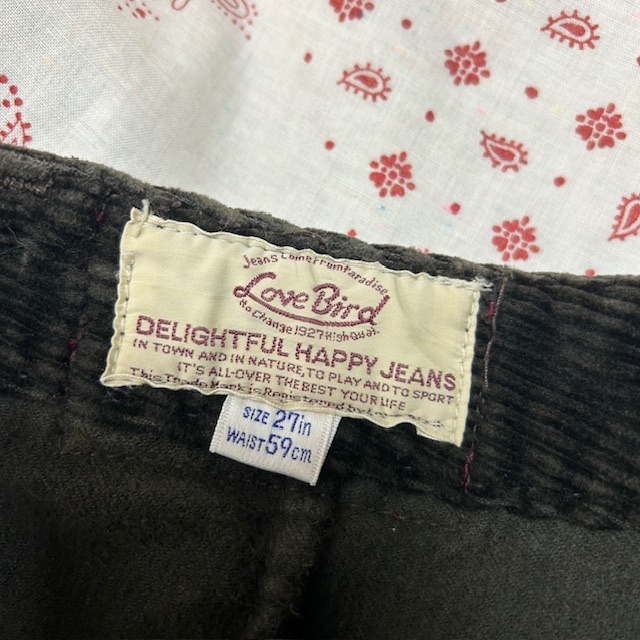 Jeans Come From Paradise
Love Bird
No Change 1927 High Quali
DELIGHTFUL HAPPY JEANS
IN TOWN AND IN NATURE, TO PLAY AND TO SPORT
IT'S ALL-OVER THE BEST YOUR LIFE
This Trade Mark is Registered by
SIZE 27in
WAIST 59cm